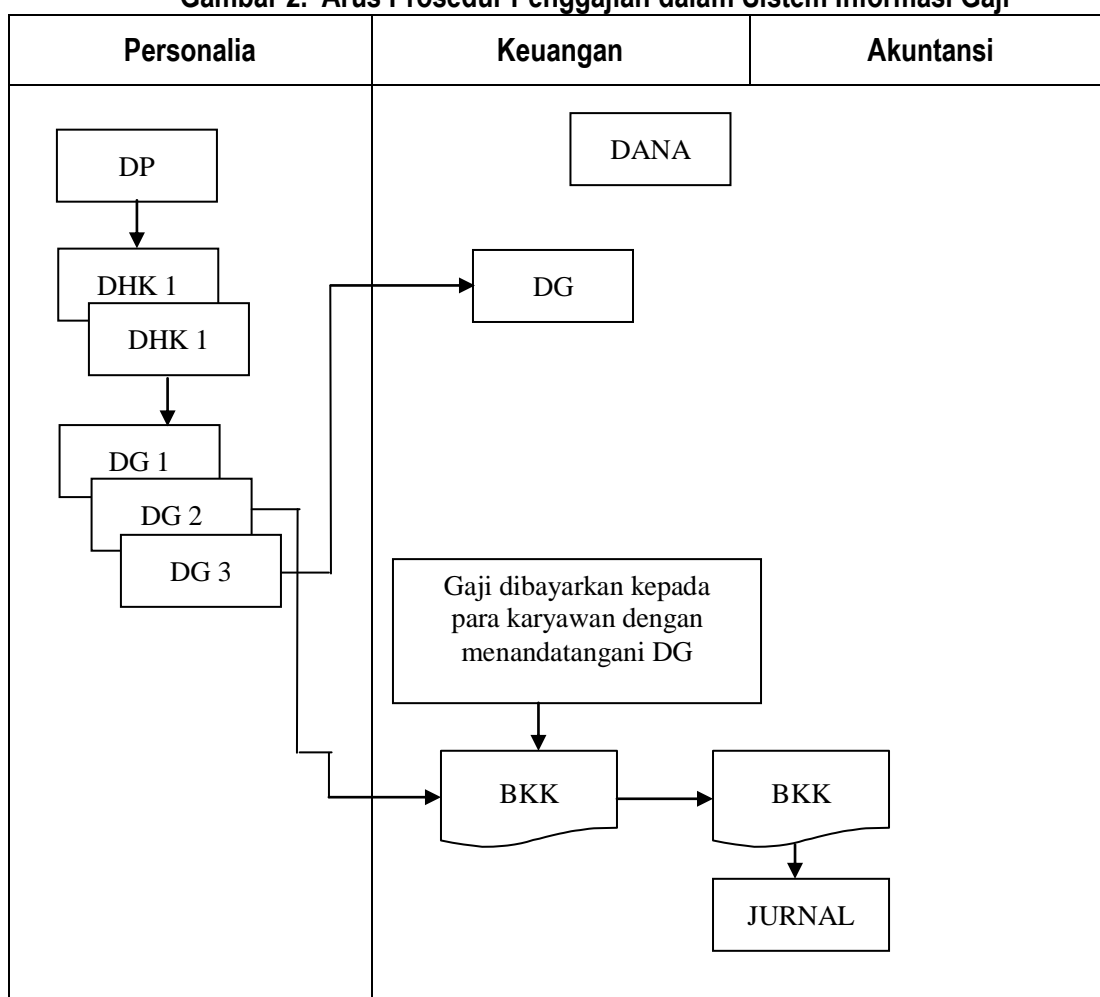 Gambar 2. Arus Prosedur Penggajian dalam Sistem Informasi Gaji
Personalia
Keuangan
Akuntansi
DP
DANA
DHK 1
DHK 1
DG
DG 1
DG 2
DG 3
Gaji dibayarkan kepada
para karyawan dengan
menandatangani DG
BKK
BKK
JURNAL